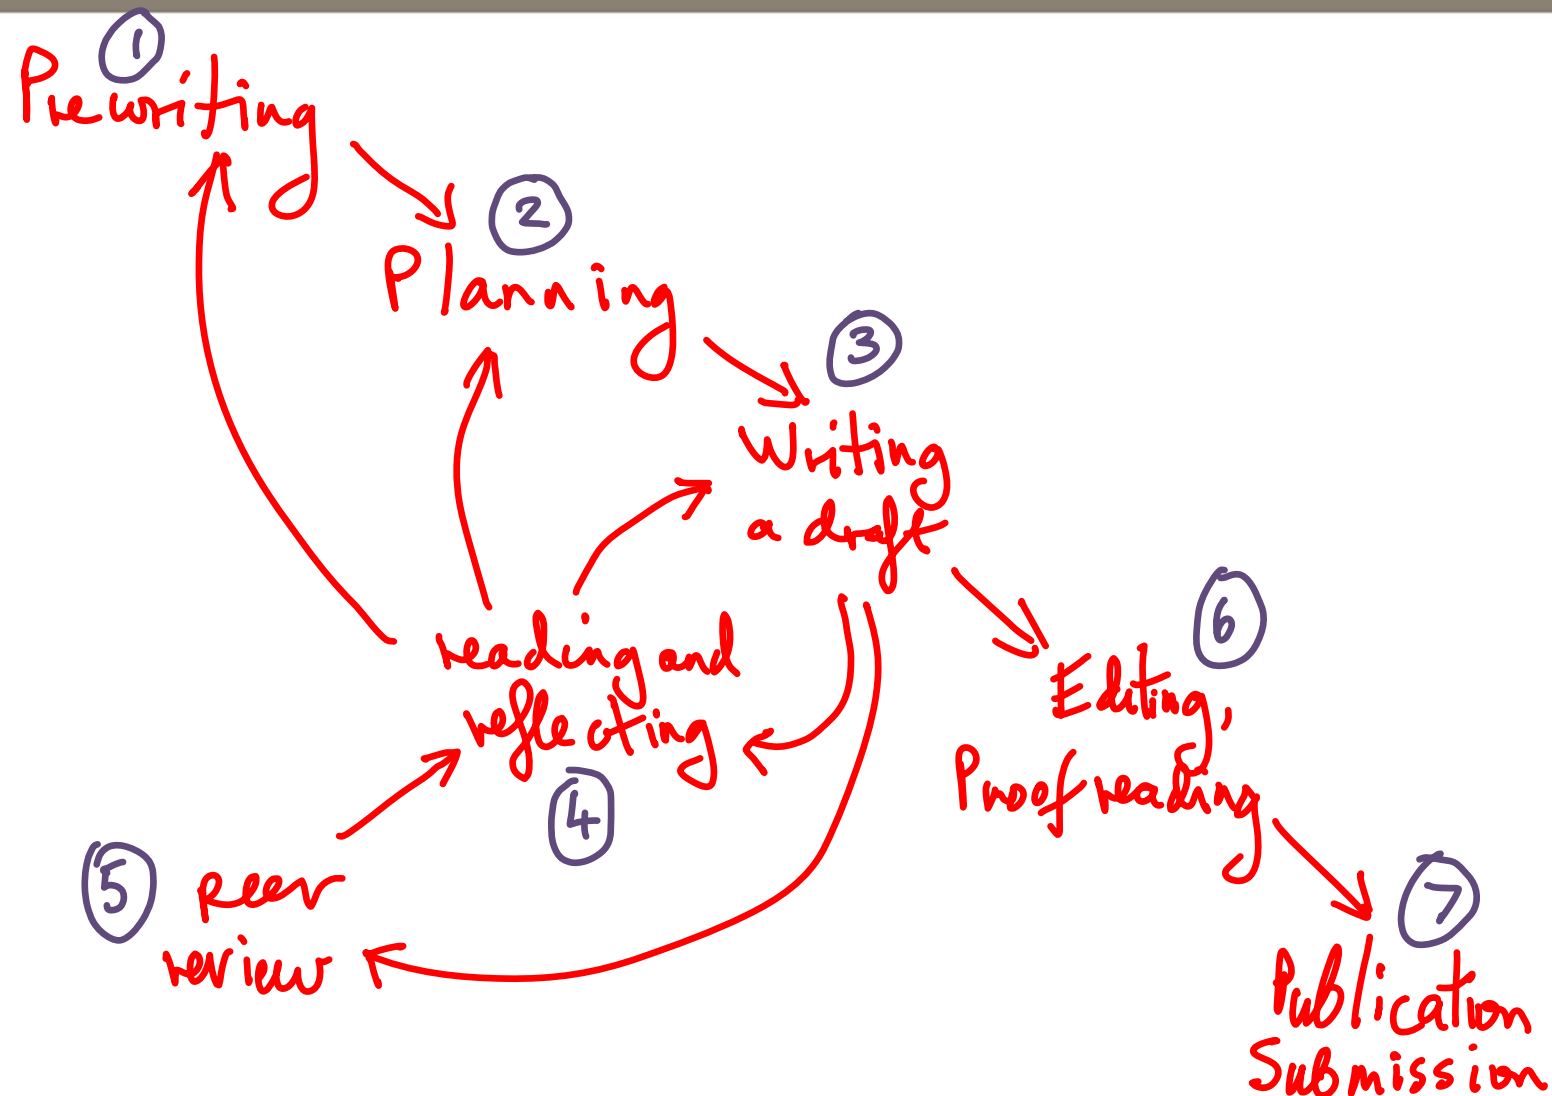 1
Prewriting
2
Planning
3
Writing
a draft
reading and
reflecting
4
5
peer
review
6
Editing,
Proofreading
7
Publication
Submission